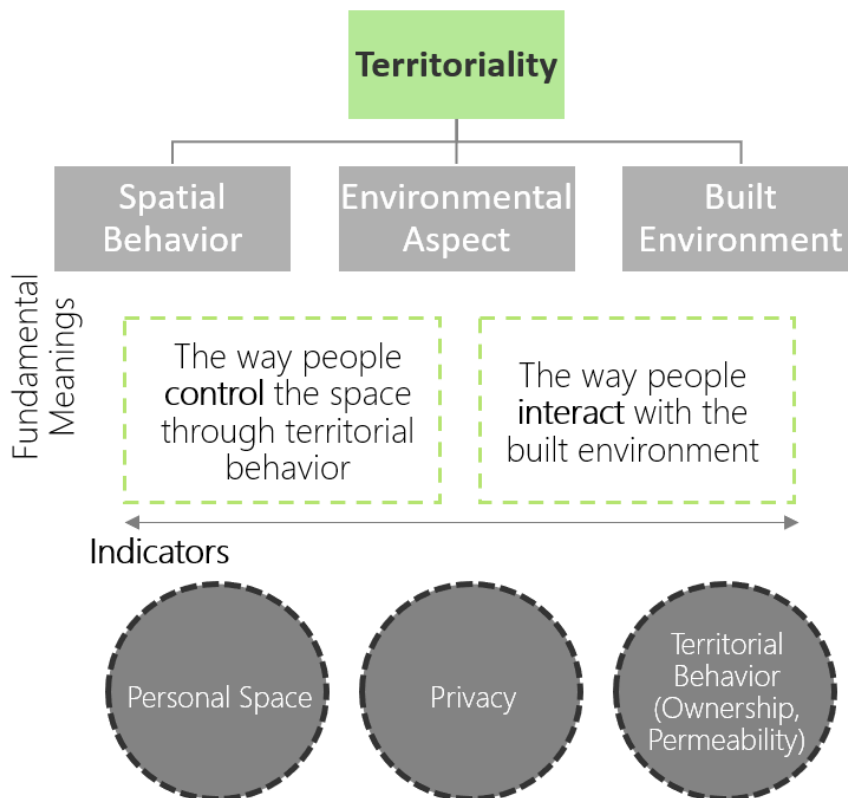 Territoriality
Spatial
Behavior
Environmental
Aspect
Built
Environment
Fundamental
Meanings
The way people
control the space
through territorial
behavior
The way people
interact with the
built environment
Indicators
Personal Space
Privacy
Territorial
Behavior
(Ownership,
Permeability)